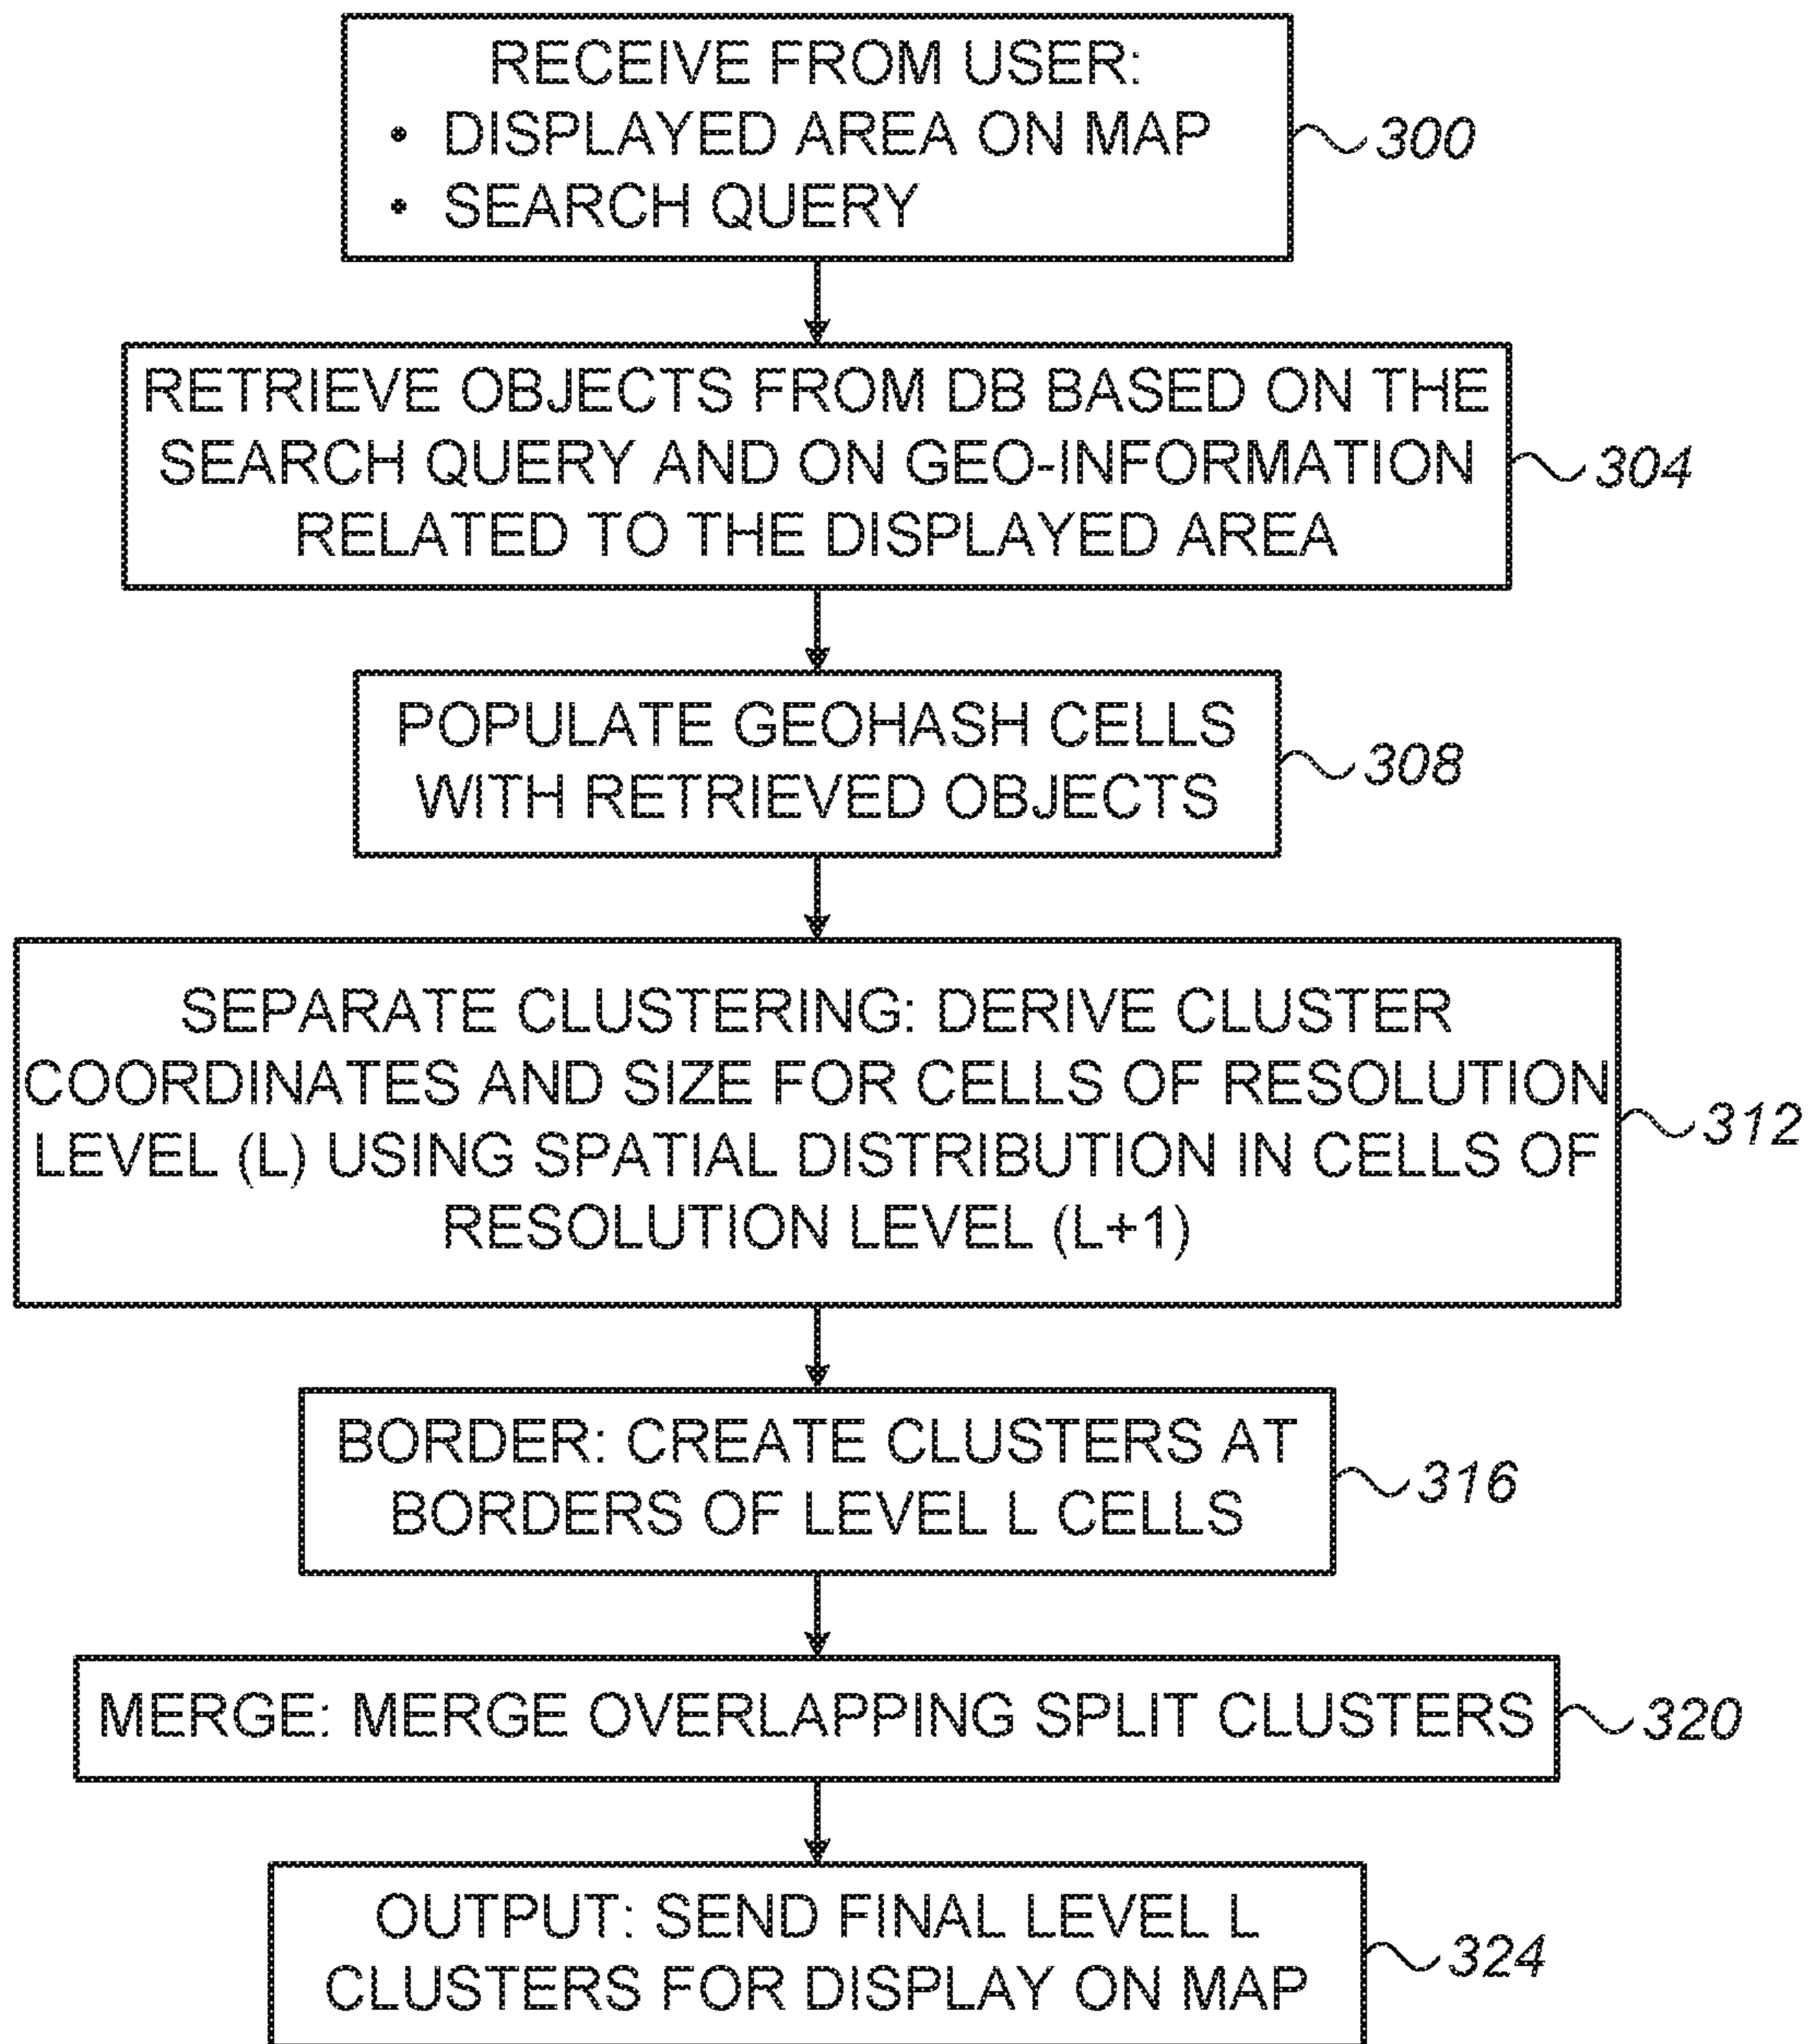 RECEIVE FROM USER:
• DISPLAYED AREA ON MAP
• SEARCH QUERY
300
RETRIEVE OBJECTS FROM DB BASED ON THE
SEARCH QUERY AND ON GEO-INFORMATION
RELATED TO THE DISPLAYED AREA
304
POPULATE GEOHASH CELLS
WITH RETRIEVED OBJECTS
308
SEPARATE CLUSTERING: DERIVE CLUSTER
COORDINATES AND SIZE FOR CELLS OF RESOLUTION
LEVEL (L) USING SPATIAL DISTRIBUTION IN CELLS OF
RESOLUTION LEVEL (L+1)
312
BORDER: CREATE CLUSTERS AT
BORDERS OF LEVEL L CELLS
316
MERGE: MERGE OVERLAPPING SPLIT CLUSTERS
320
OUTPUT: SEND FINAL LEVEL L
CLUSTERS FOR DISPLAY ON MAP
324